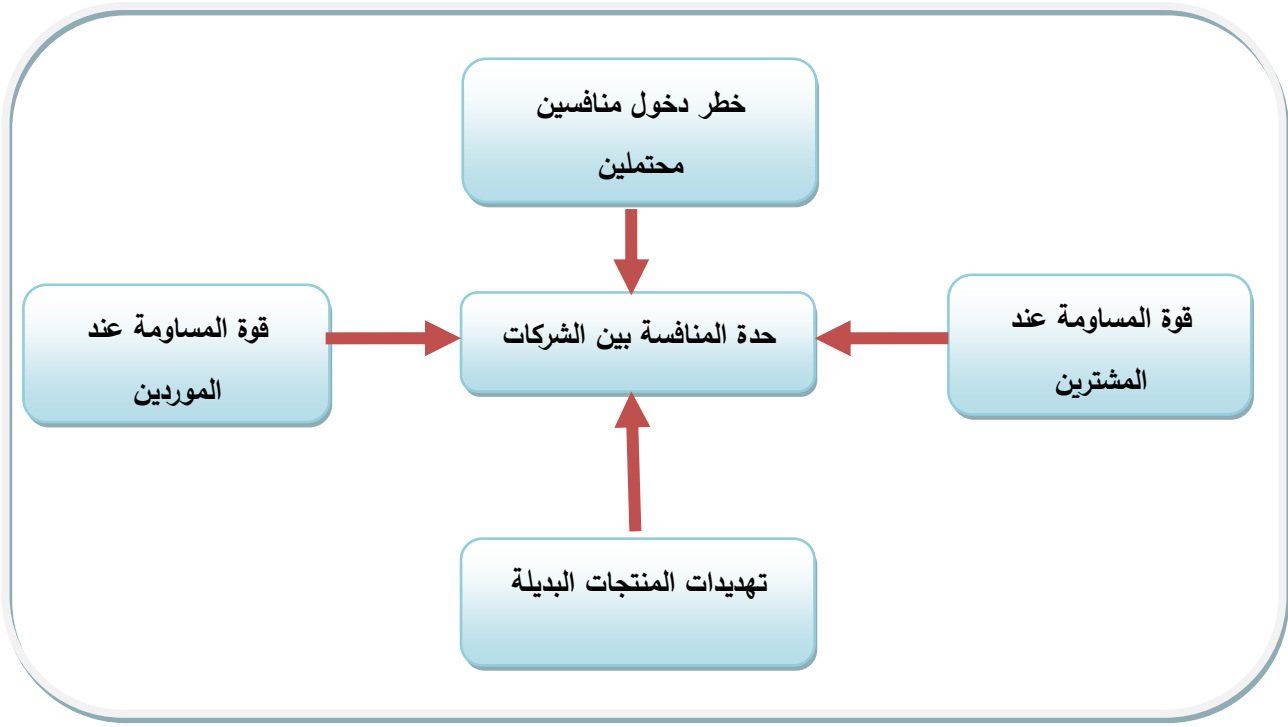 خطر دخول منافسين
محتملين
قوة المساومة عند
المشترين
حدة المنافسة بين الشركات
قوة المساومة عند
الموردين
تهديدات المنتجات البديلة